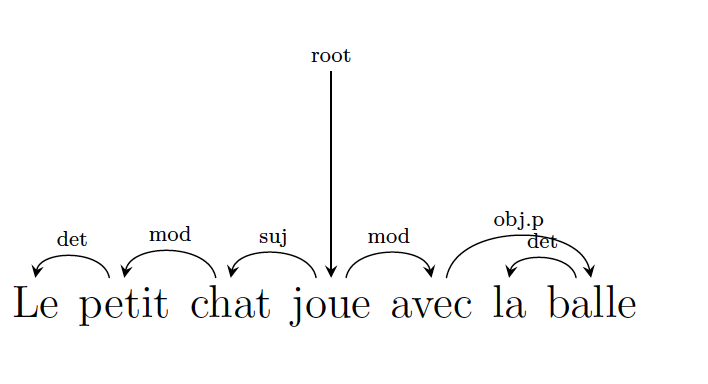 root
obj.p
det mod suj mod det
Le petit chat joue avec la balle